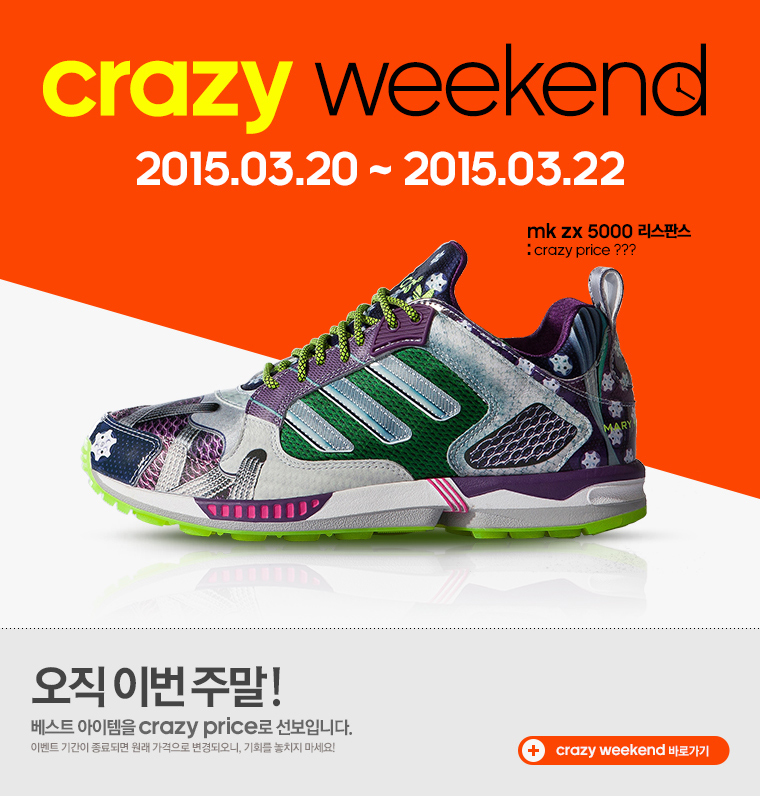 crazy weekend
2015.03.20 ~ 2015.03.22
mk zx 5000 리스판스
: crazy price ???
MARY
오직 이번 주말!
베스트 아이템을 crazy price로 선보입니다.
이벤트 기간이 종료되면 원래 가격으로 변경되오니, 기회를 놓치지 마세요!
crazy weekend 바로가기